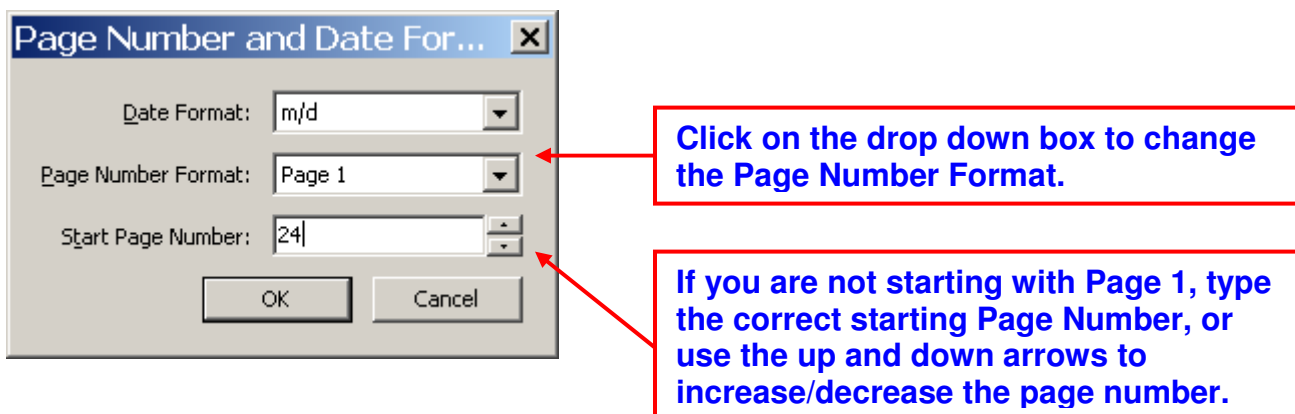 Page Number and Date For...
Date Format: m/d
Click on the drop down box to change
the Page Number Format.
Page Number Format: Page 1
Start Page Number: 24
If you are not starting with Page 1, type
the correct starting Page Number, or
use the up and down arrows to
increase/decrease the page number.
OK Cancel